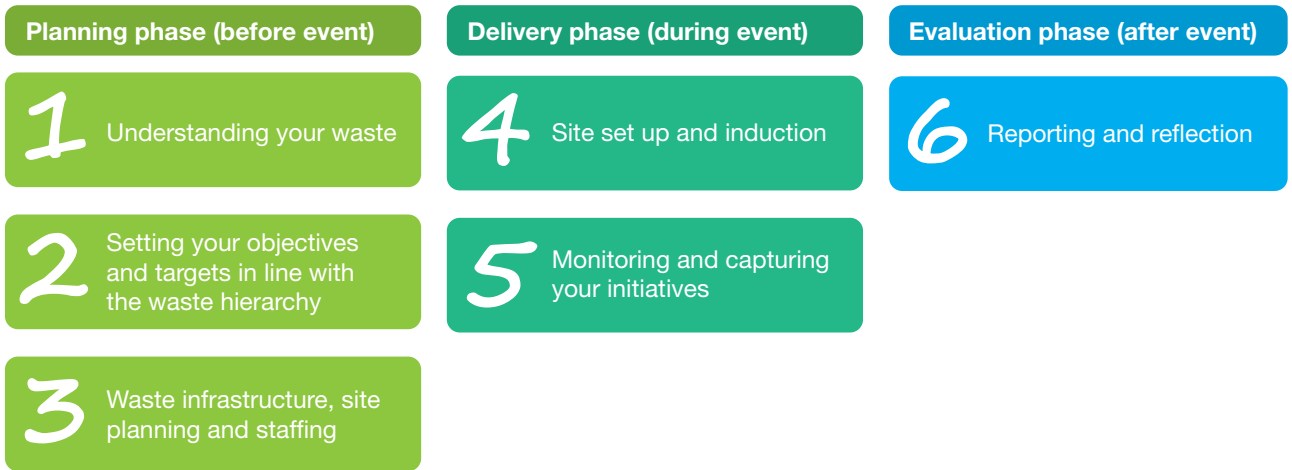 Planning phase (before event)
1
Understanding your waste
2
Setting your objectives
and targets in line with
the waste hierarchy
3
Waste infrastructure, site
planning and staffing
Delivery phase (during event)
4
Site set up and induction
5
Monitoring and capturing
your initiatives
Evaluation phase (after event)
6
Reporting and reflection